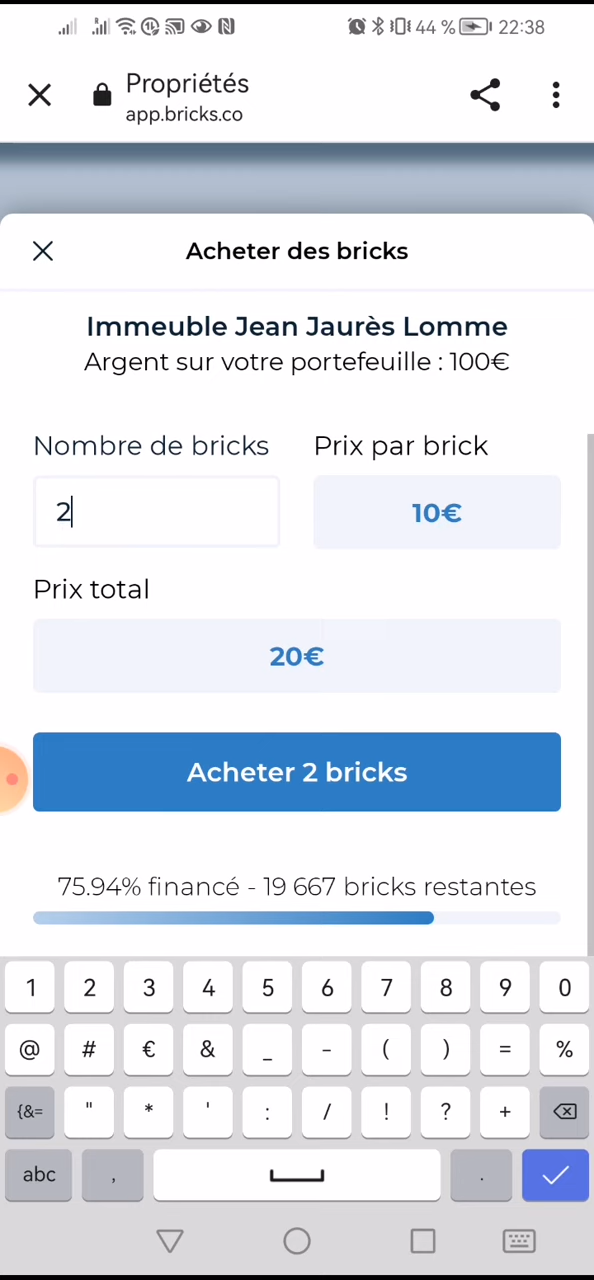 44 % 22:38
Propriétés
app.bricks.co
Acheter des bricks
Immeuble Jean Jaurès Lomme
Argent sur votre portefeuille : 100€
Nombre de bricks Prix par brick
2 10€
Prix total
20€
Acheter 2 bricks
75.94% financé - 19 667 bricks restantes
1 2 3 4 5 6 7 8 9 0
@ # € & _ - ( ) = %
{&= " * ' : / ! ? +
abc , .